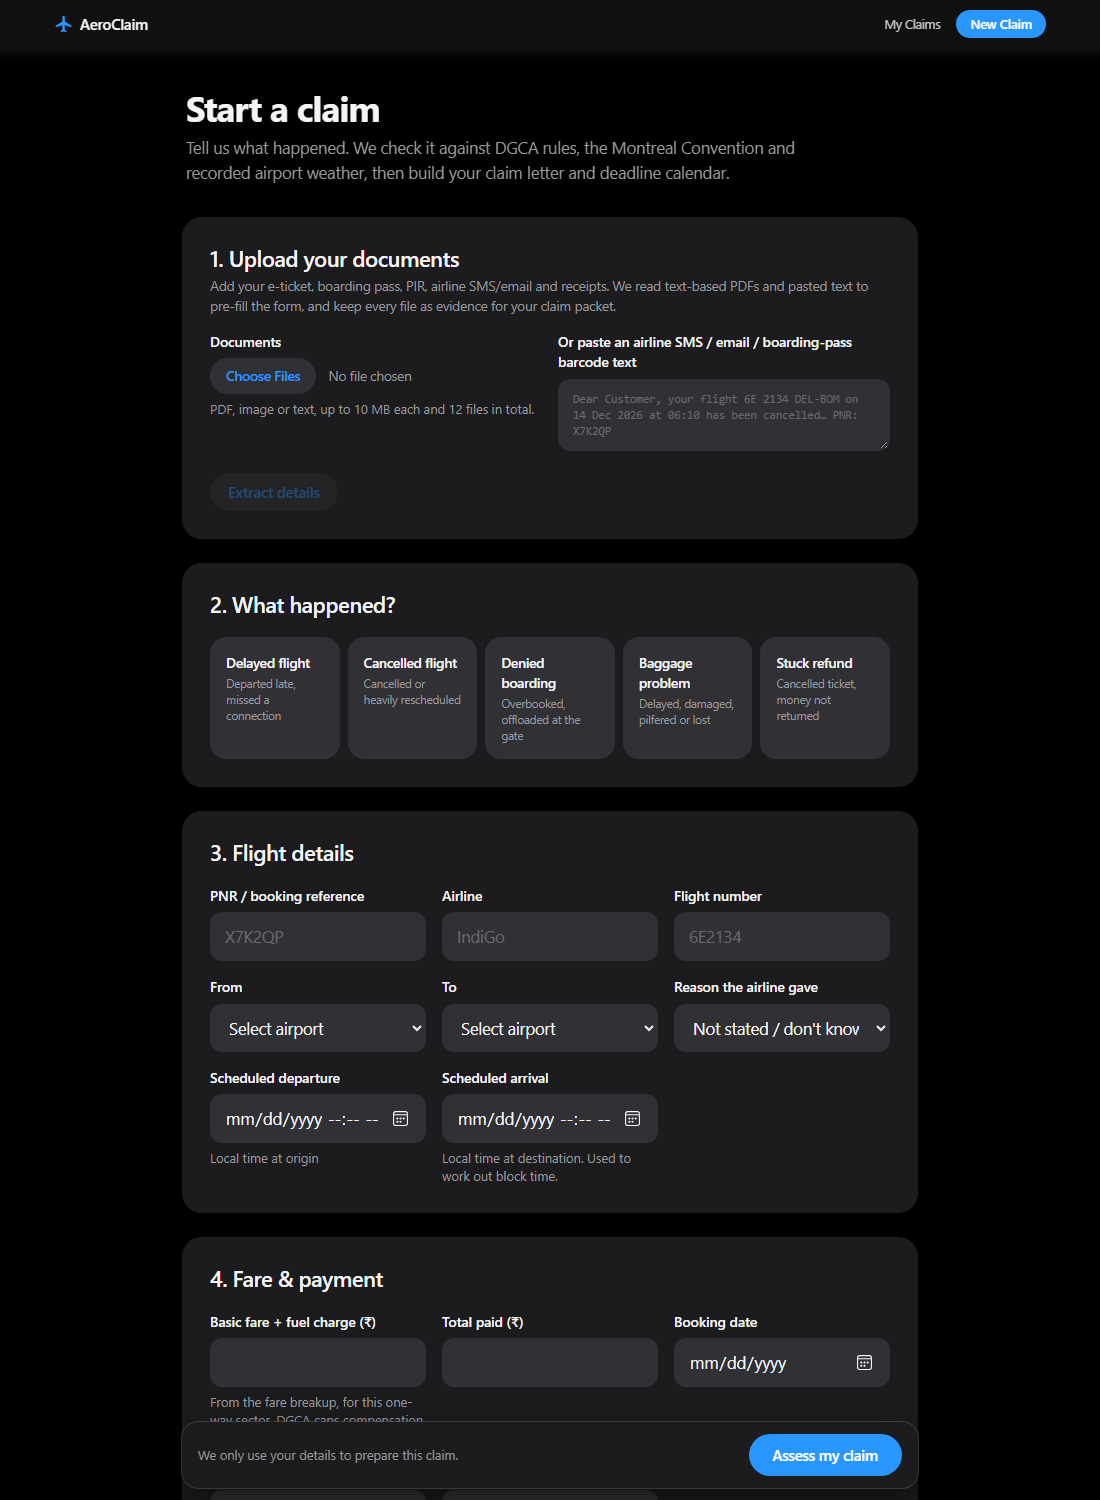 AeroClaim
My Claims
New Claim
Start a claim
Tell us what happened. We check it against DGCA rules, the Montreal Convention and
recorded airport weather, then build your claim letter and deadline calendar.
1. Upload your documents
Add your e-ticket, boarding pass, PIR, airline SMS/email and receipts. We read text-based PDFs and pasted text to
pre-fill the form, and keep every file as evidence for your claim packet.
Documents
Choose Files
No file chosen
PDF, image or text, up to 10 MB each and 12 files in total.
Or paste an airline SMS / email / boarding-pass
barcode text
Dear Customer, your flight 6E 2134 DEL-BOM on
14 Dec 2026 at 06:10 has been cancelled… PNR:
X7K2QP
Extract details
2. What happened?
Delayed flight
Departed late,
missed a
connection
Cancelled flight
Cancelled or
heavily rescheduled
Denied
boarding
Overbooked,
offloaded at the
gate
Baggage
problem
Delayed, damaged,
pilfered or lost
Stuck refund
Cancelled ticket,
money not
returned
3. Flight details
PNR / booking reference
Airline
Flight number
X7K2QP
IndiGo
6E2134
From
To
Reason the airline gave
Select airport
Select airport
Not stated / don't know
Scheduled departure
Scheduled arrival
mm/dd/yyyy --:-- --
mm/dd/yyyy --:-- --
Local time at origin
Local time at destination. Used to
work out block time.
4. Fare & payment
Basic fare + fuel charge (₹)
Total paid (₹)
Booking date
mm/dd/yyyy
From the fare breakup, for this one-
way sector. DGCA caps compensation
We only use your details to prepare this claim.
Assess my claim